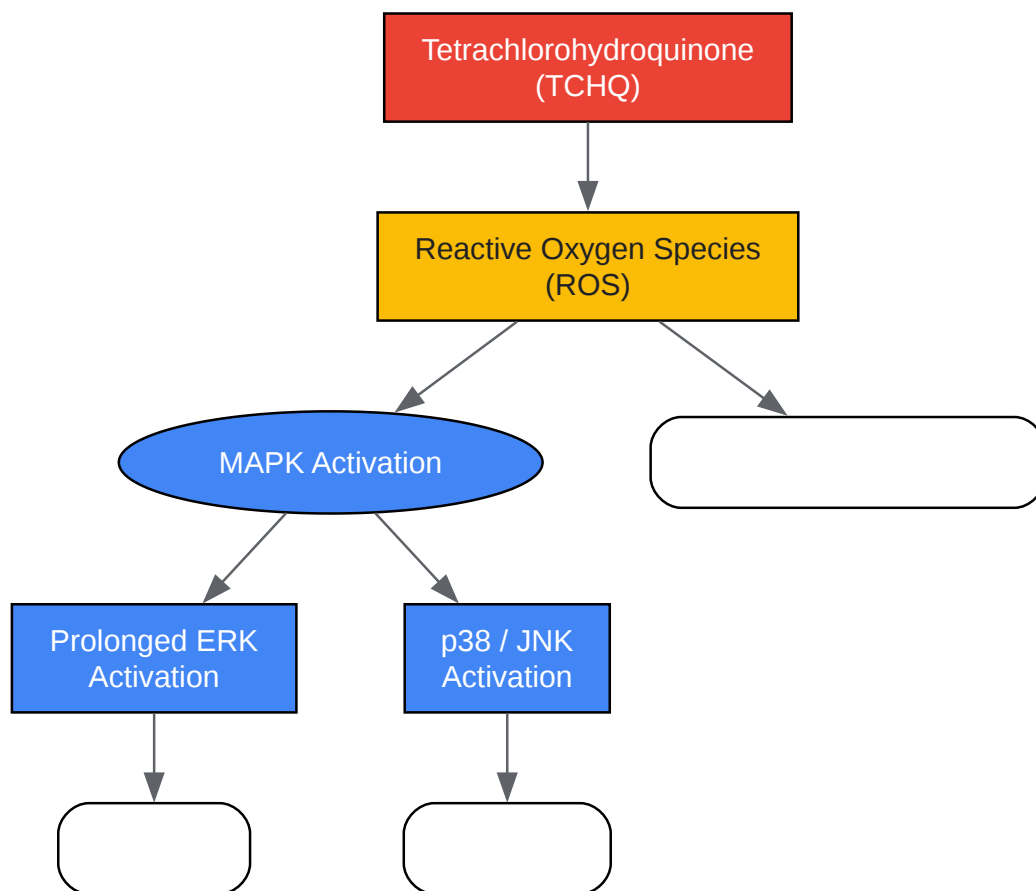 Tetrachlorohydroquinone
(TCHQ)
Reactive Oxygen Species
(ROS)
MAPK Activation
Prolonged ERK
Activation
p38 / JNK
Activation